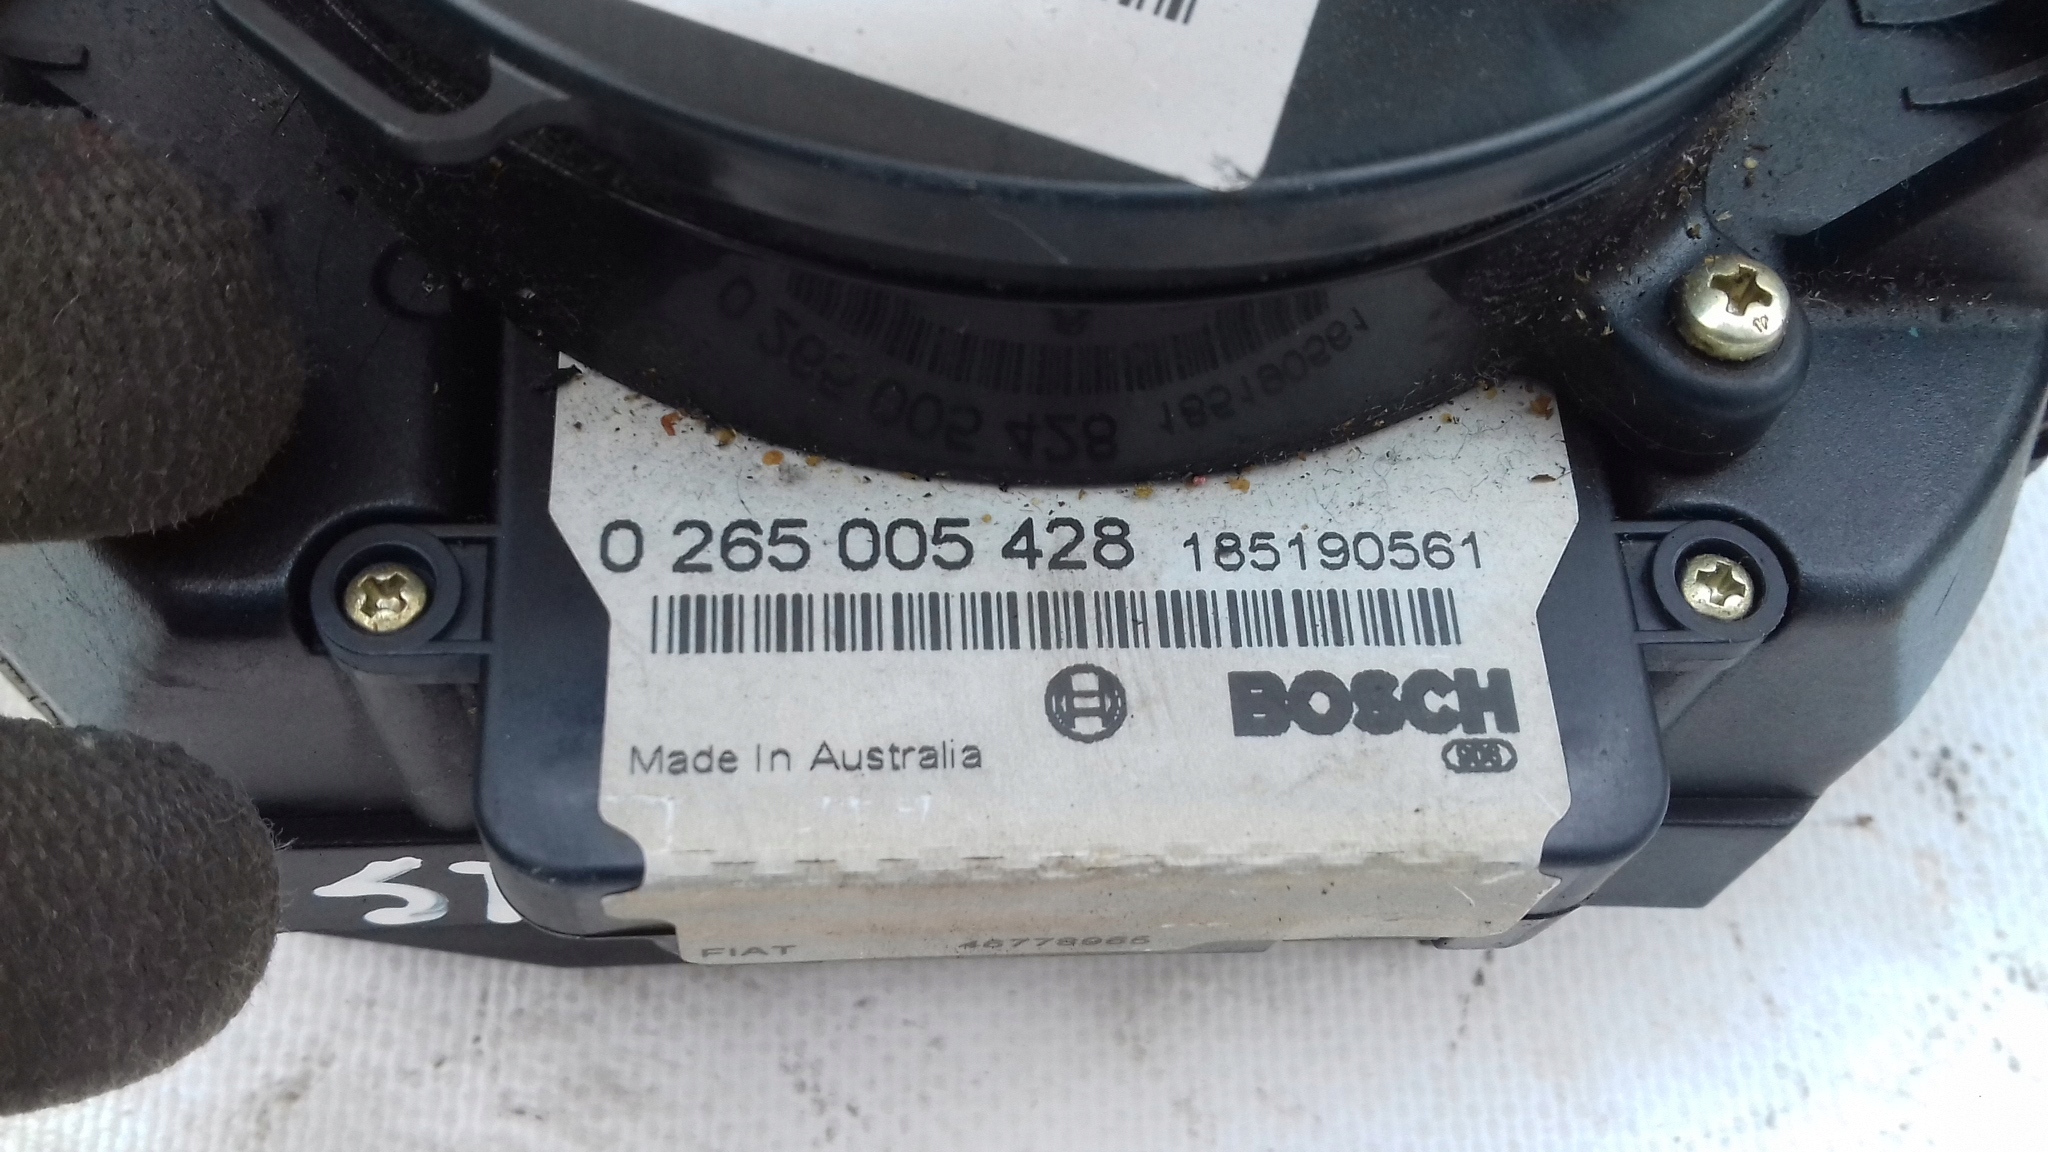 0 265 005 428 185190561
BOSCH
Made In Australia
FIAT